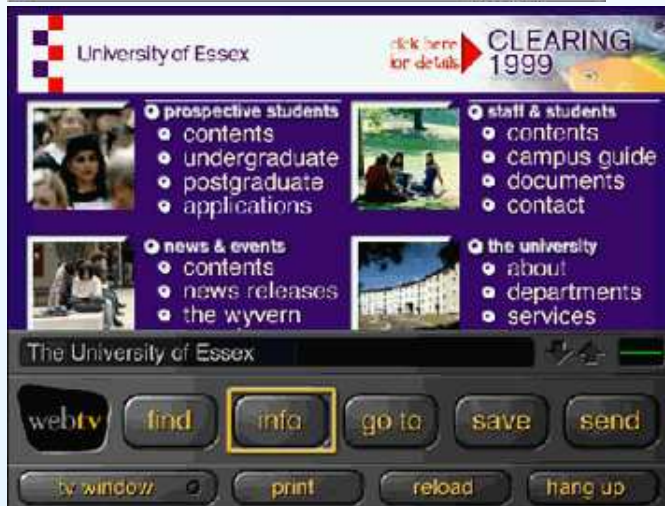 University of Essex
click here for details
CLEARING 1999
prospective students
contents
undergraduate
postgraduate
applications
staff & students
contents
campus guide
documents
contact
news & events
contents
news releases
the wyvern
the university
about
departments
services
The University of Essex
webtv
find
info
go to
save
send
tv window
print
reload
hang up